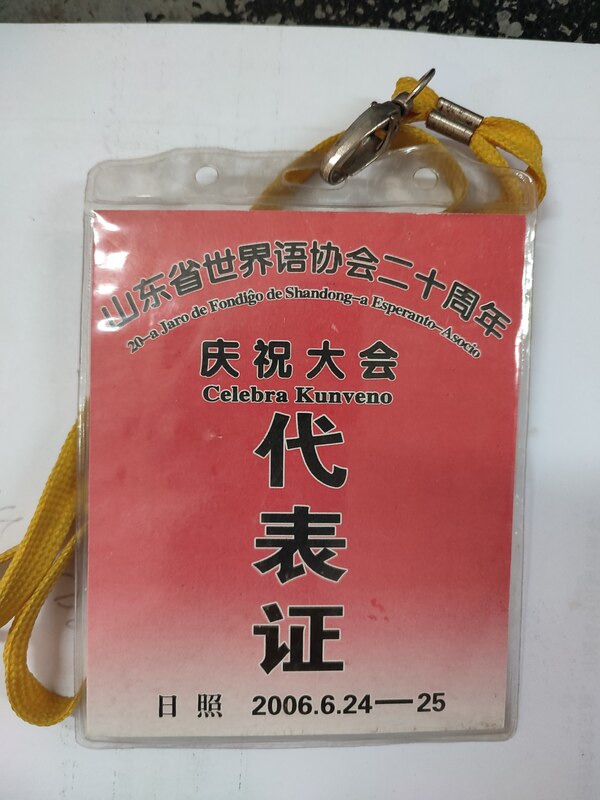 山东省世界语协会二十周年
20-a Jaro de Fondiĝo de Shandong-a Esperanto-Asocio
庆祝大会
Celebra Kunveno
代
表
证
日 照 2006.6.24—25